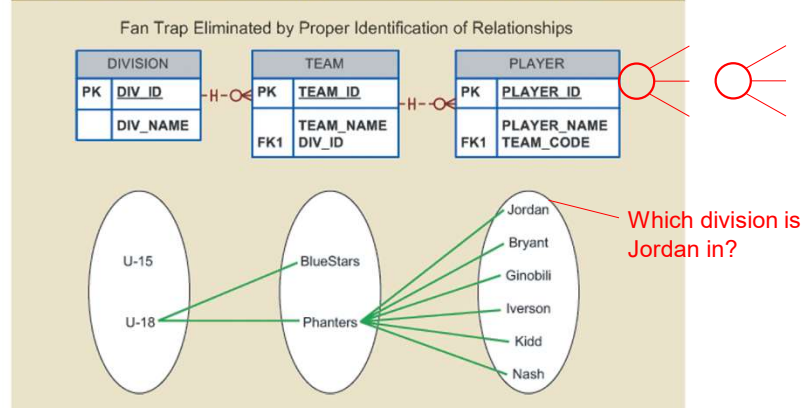 Fan Trap Eliminated by Proper Identification of Relationships
DIVISION
PK DIV_ID
DIV_NAME
TEAM
PK TEAM_ID
TEAM_NAME
FK1 DIV_ID
PLAYER
PK PLAYER_ID
PLAYER_NAME
FK1 TEAM_CODE
U-15
U-18
BlueStars
Phanters
Jordan
Bryant
Ginobili
Iverson
Kidd
Nash
Which division is
Jordan in?